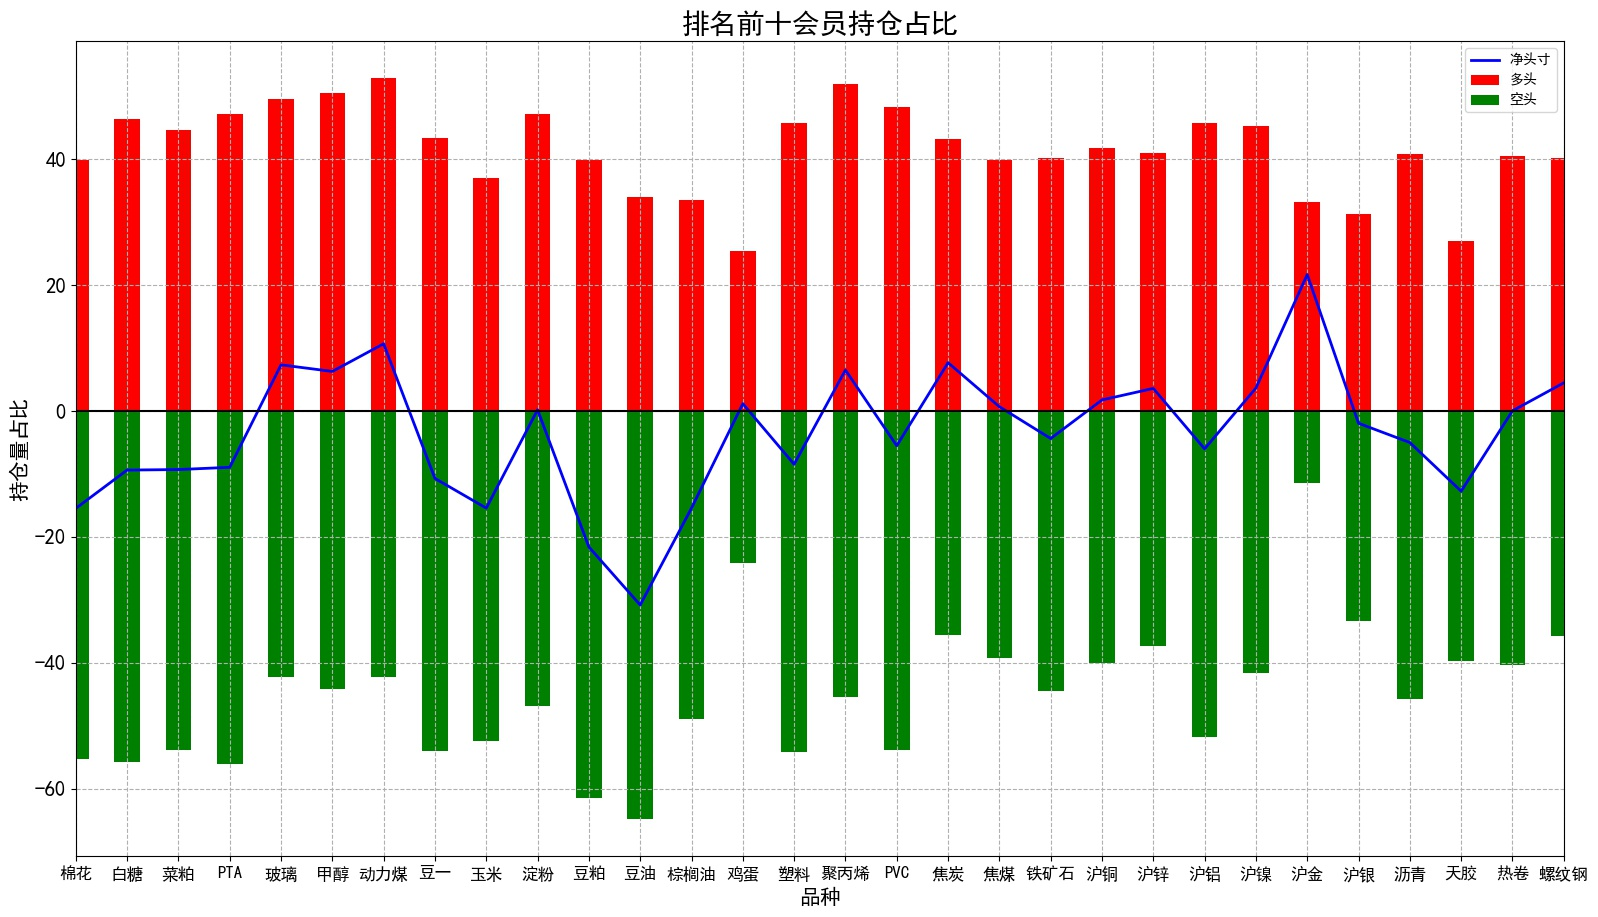 排名前十会员持仓占比
净头寸
多头
空头
40
20
0
−20
−40
−60
持仓量占比
棉花 白糖 菜粕 PTA 玻璃 甲醇 动力煤 豆一 玉米 淀粉 豆粕 豆油 棕榈油 鸡蛋 塑料 聚丙烯 PVC 焦炭 焦煤 铁矿石 沪铜 沪锌 沪铝 沪镍 沪金 沪银 沥青 天胶 热卷 螺纹钢
品种